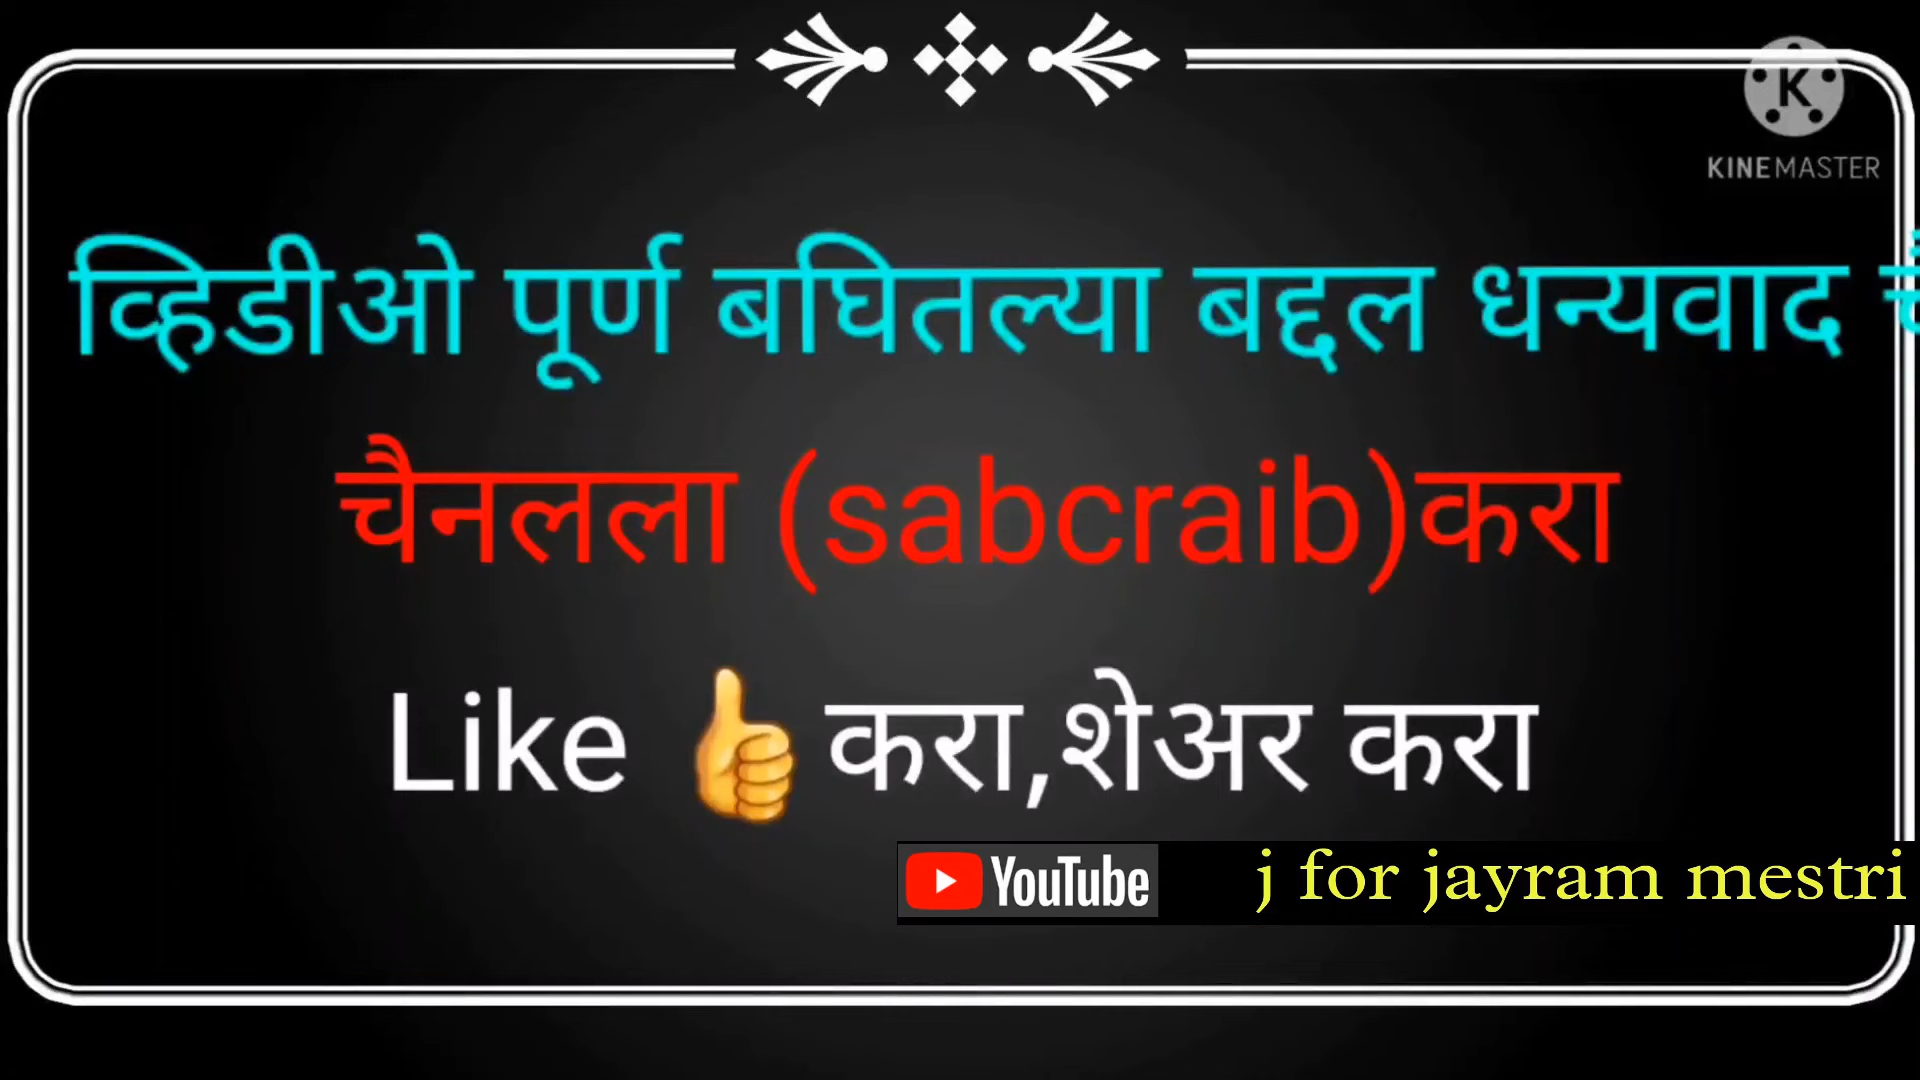 K
KINEMASTER
व्हिडीओ पूर्ण बघितल्या बद्दल धन्यवाद
चैनलला (sabcraib)करा
Like 👍 करा,शेअर करा
YouTube j for jayram mestri